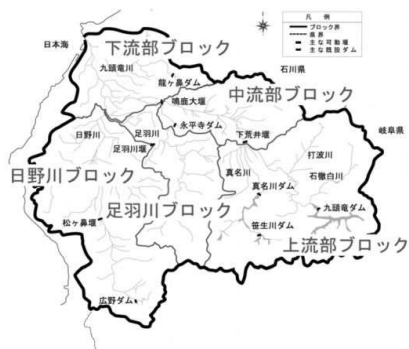 凡例
ブロック界
県界
主な可動堰
主な既設ダム
日本海
下流部ブロック
九頭竜川
龍ヶ鼻ダム
石川県
鳴鹿大堰
中流部ブロック
永平寺ダム
日野川
足羽川
足羽川堰
下荒井堰
岐阜県
打波川
石徹白川
真名川
真名川ダム
日野川ブロック
足羽川ブロック
九頭竜ダム
松ヶ鼻堰
笹生川ダム
上流部ブロック
広野ダム